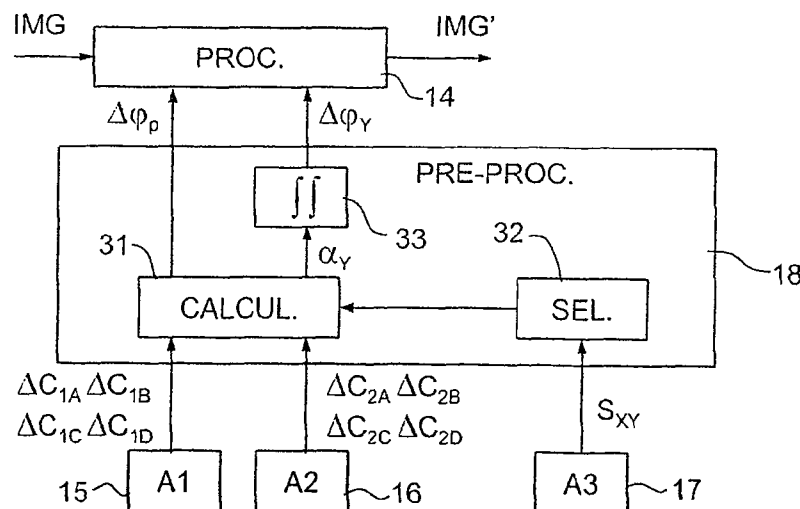 IMG
IMG'
PROC.
14
Δφp
ΔφY
PRE-PROC.
∫∫
33
31
αY
32
18
CALCUL.
SEL.
ΔC1A ΔC1B
ΔC2A ΔC2B
SXY
ΔC1C ΔC1D
ΔC2C ΔC2D
15
A1
A2
16
A3
17